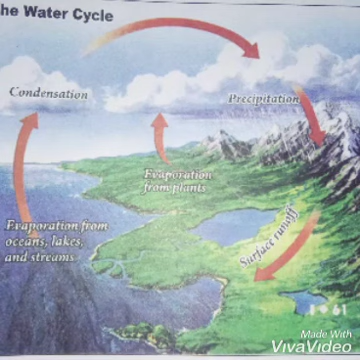 he Water Cycle
Condensation
Precipitation
Evaporation
from plants
Evaporation from
oceans, lakes,
and streams
Surface runoff
Made With
VivaVideo